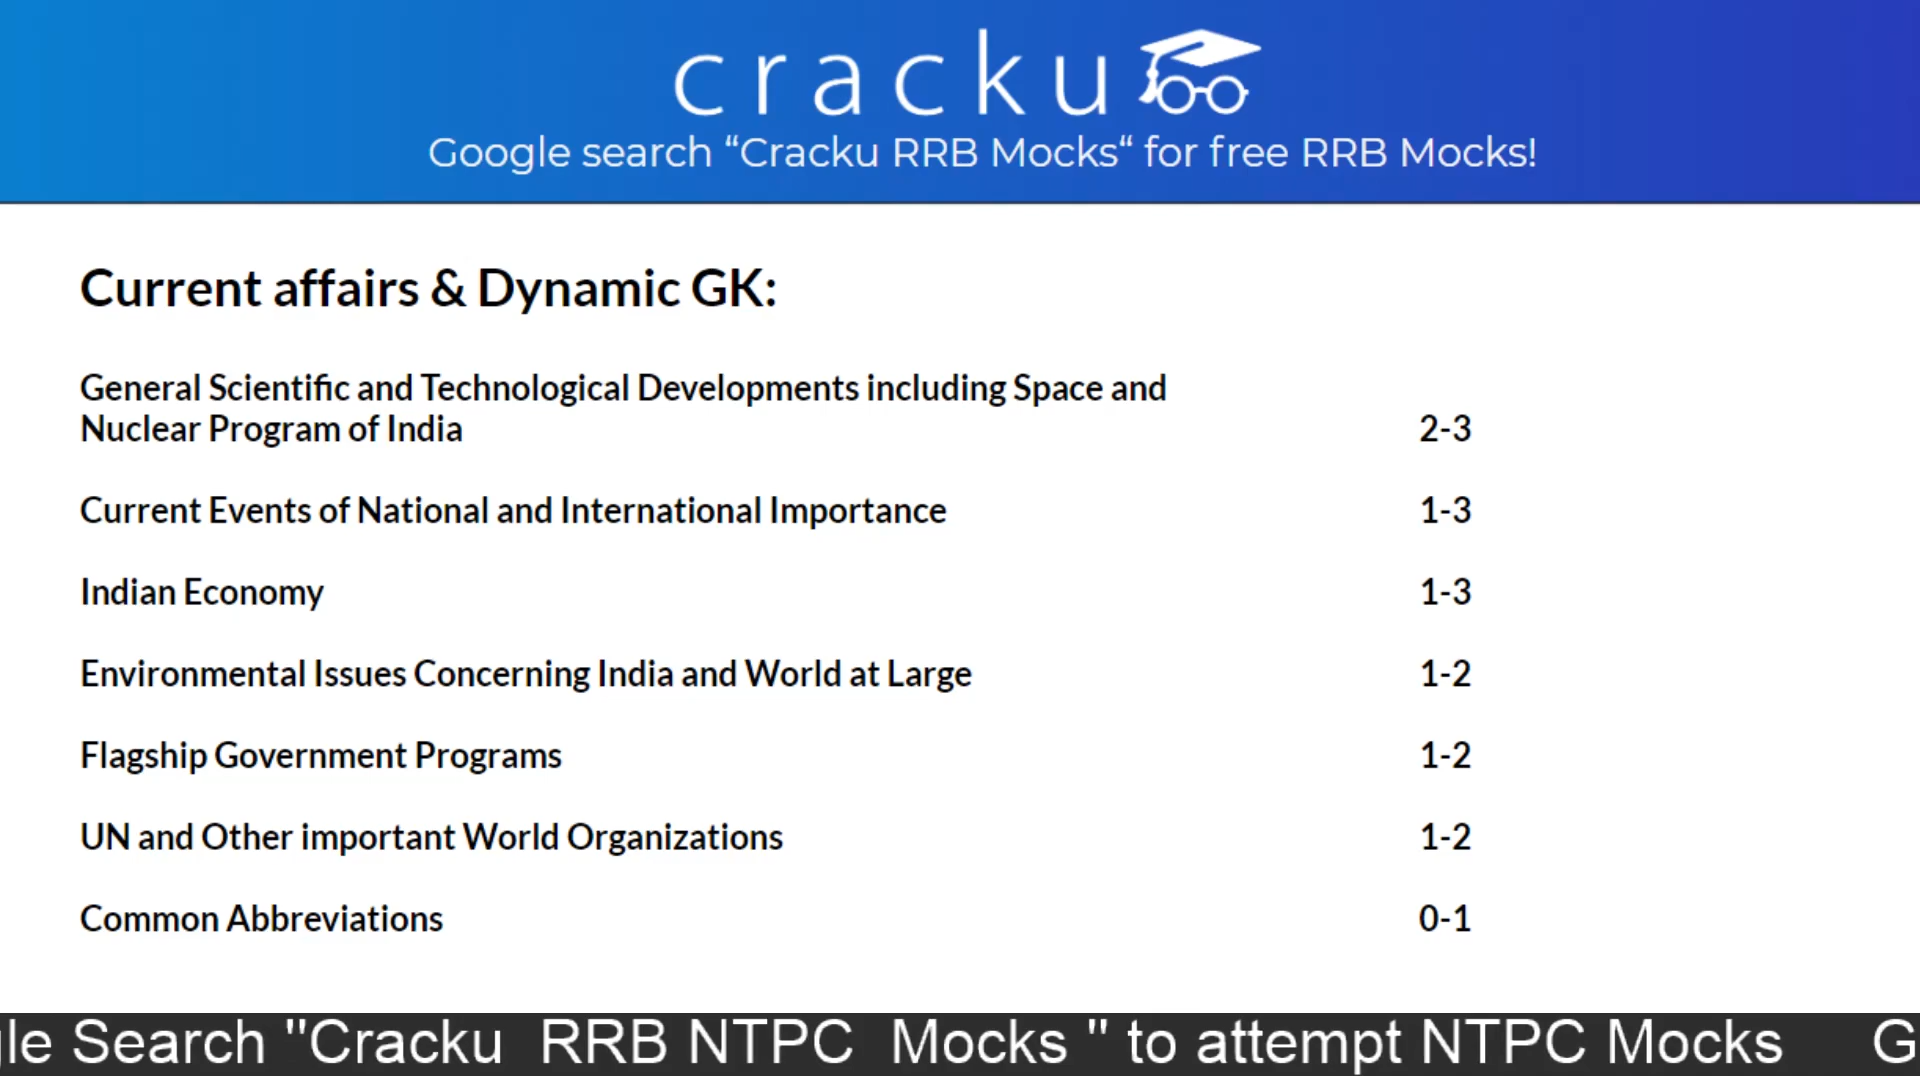 cracku
Google search “Cracku RRB Mocks“ for free RRB Mocks!
Current affairs & Dynamic GK:
General Scientific and Technological Developments including Space and
Nuclear Program of India 2-3
Current Events of National and International Importance 1-3
Indian Economy 1-3
Environmental Issues Concerning India and World at Large 1-2
Flagship Government Programs 1-2
UN and Other important World Organizations 1-2
Common Abbreviations 0-1
gle Search "Cracku RRB NTPC Mocks " to attempt NTPC Mocks G